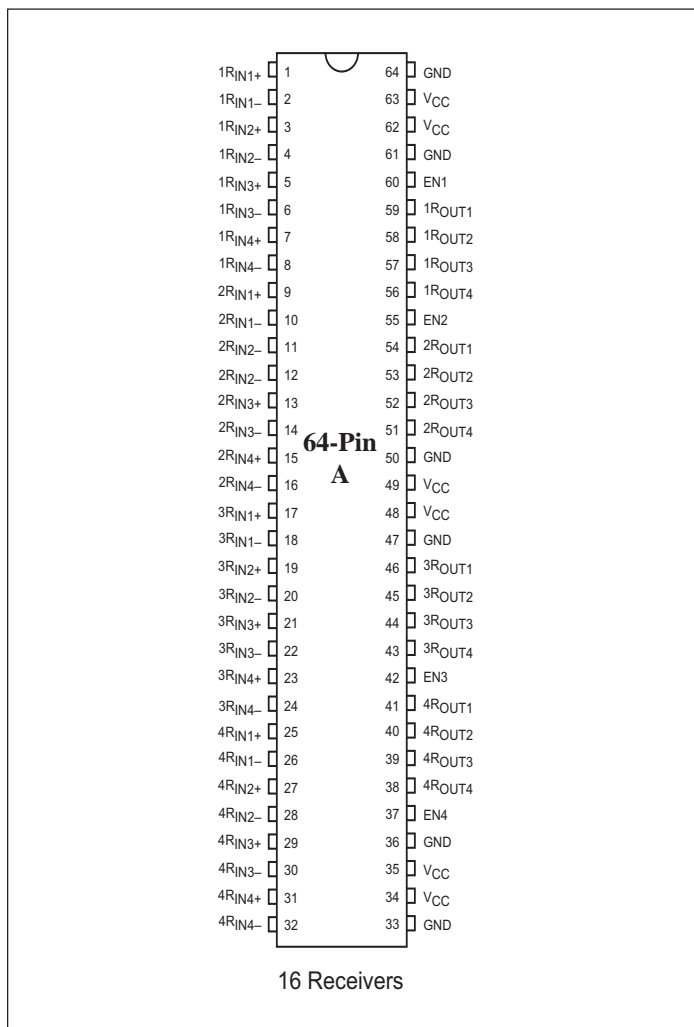 1RIN1+ 1 64 GND
1RIN1– 2 63 VCC
1RIN2+ 3 62 VCC
1RIN2– 4 61 GND
1RIN3+ 5 60 EN1
1RIN3– 6 59 1ROUT1
1RIN4+ 7 58 1ROUT2
1RIN4– 8 57 1ROUT3
2RIN1+ 9 56 1ROUT4
2RIN1– 10 55 EN2
2RIN2– 11 54 2ROUT1
2RIN2– 12 53 2ROUT2
2RIN3+ 13 52 2ROUT3
2RIN3– 14 51 2ROUT4
64-Pin
2RIN4+ 15 50 GND
A
2RIN4– 16 49 VCC
3RIN1+ 17 48 VCC
3RIN1– 18 47 GND
3RIN2+ 19 46 3ROUT1
3RIN2– 20 45 3ROUT2
3RIN3+ 21 44 3ROUT3
3RIN3– 22 43 3ROUT4
3RIN4+ 23 42 EN3
3RIN4– 24 41 4ROUT1
4RIN1+ 25 40 4ROUT2
4RIN1– 26 39 4ROUT3
4RIN2+ 27 38 4ROUT4
4RIN2– 28 37 EN4
4RIN3+ 29 36 GND
4RIN3– 30 35 VCC
4RIN4+ 31 34 VCC
4RIN4– 32 33 GND
16 Receivers